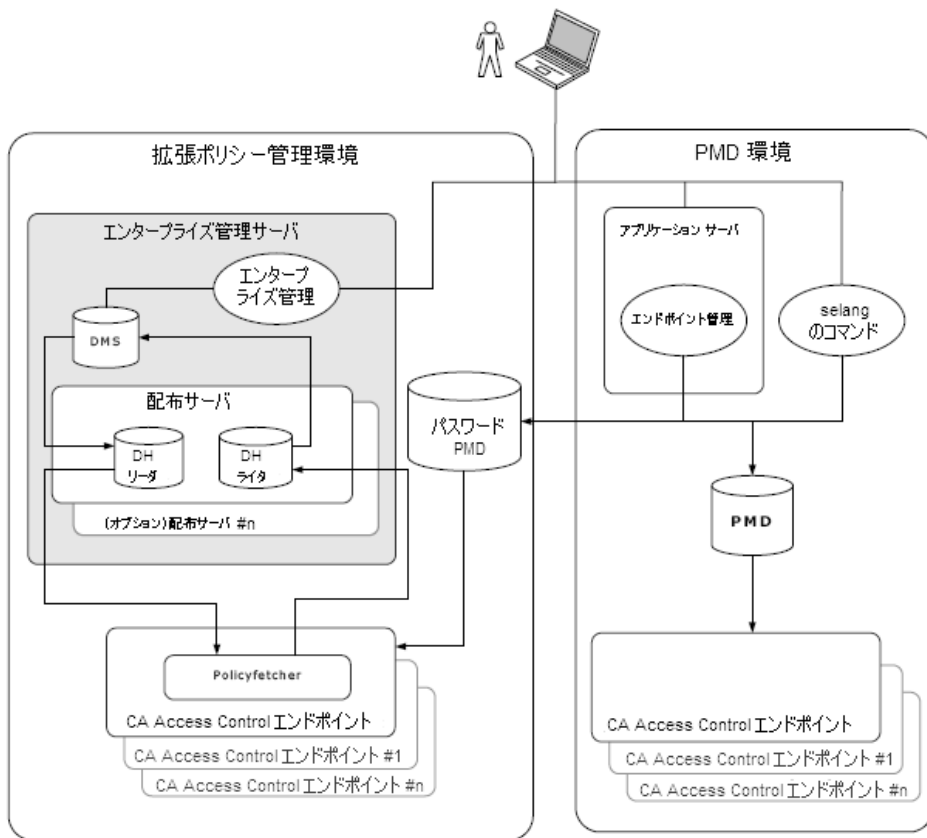 拡張ポリシー管理環境
エンタープライズ管理サーバ
エンタープ
ライズ管理
DMS
配布サーバ
DH
リーダ
DH
ライタ
(オプション)配布サーバ #n
パスワード
PMD
Policyfetcher
CA Access Control エンドポイント
CA Access Control エンドポイント #1
CA Access Control エンドポイント #n
PMD 環境
アプリケーション サーバ
エンドポイント管理
selang
のコマンド
PMD
CA Access Control エンドポイント
CA Access Control エンドポイント #1
CA Access Control エンドポイント #n